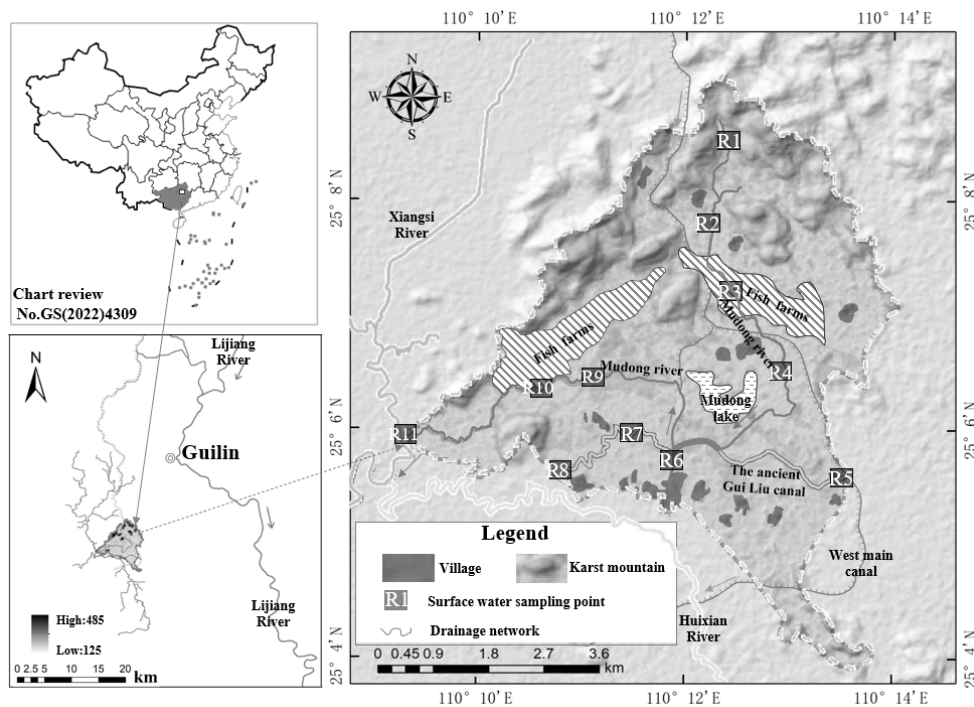 Chart review
No.GS(2022)4309
N
Lijiang
River
Guilin
Lijiang
River
High:485
Low:125
0 2.5 5 10 15 20
km
110° 10′ E
110° 12′ E
110° 14′ E
25° 8′ N
25° 6′ N
25° 4′ N
N
W
E
S
Xiangsi
River
R1
R2
R3
Fish farms
Fish farms
Mudong river
R4
Mudong river
R9
R10
Mudong
lake
R11
R7
R8
R6
R5
The ancient
Gui Liu canal
West main
canal
Huixian
River
Legend
Village
Karst mountain
R1
Surface water sampling point
Drainage network
0 0.45 0.9 1.8 2.7 3.6
km
25° 8′ N
25° 6′ N
25° 4′ N
110° 10′ E
110° 12′ E
110° 14′ E